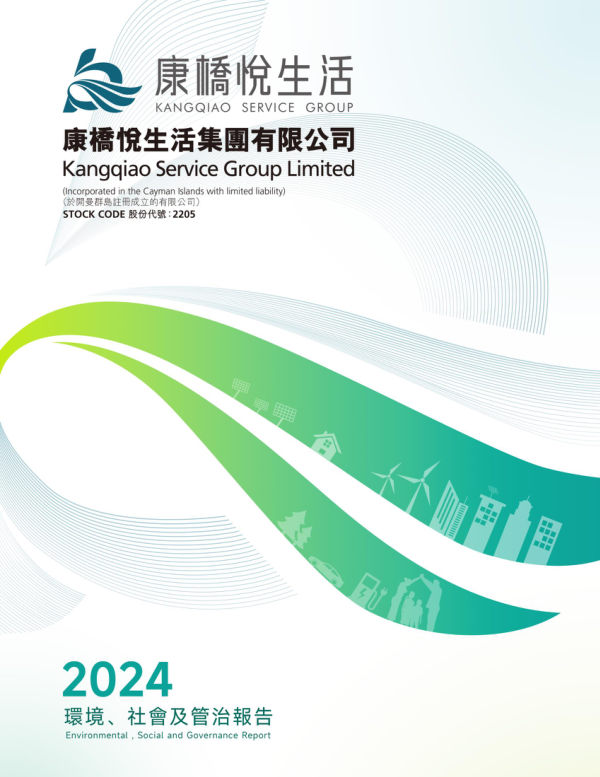 康橋悅生活
KANGQIAO SERVICE GROUP
康橋悅生活集團有限公司
Kangqiao Service Group Limited
(Incorporated in the Cayman Islands with limited liability)
(於開曼群島註冊成立的有限公司)
STOCK CODE 股份代號：2205
2024
環境、社會及管治報告
Environmental , Social and Governance Report